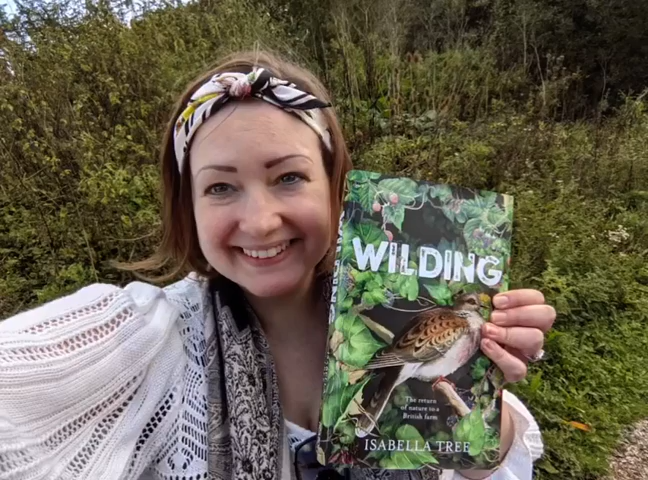 WILDING
The return
of nature to a
British farm
ISABELLA TREE